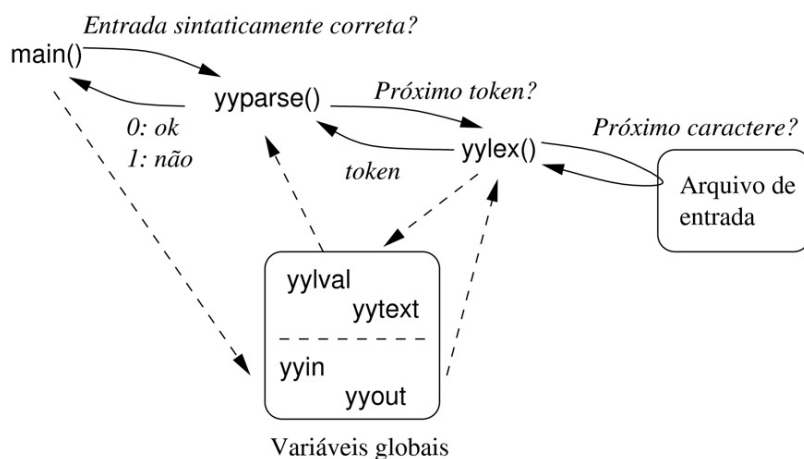 Entrada sintaticamente correta?
main()
yyparse()
Próximo token?
0: ok
1: não
Próximo caractere?
yylex()
token
Arquivo de
entrada
yylval
yytext
yyin
yyout
Variáveis globais